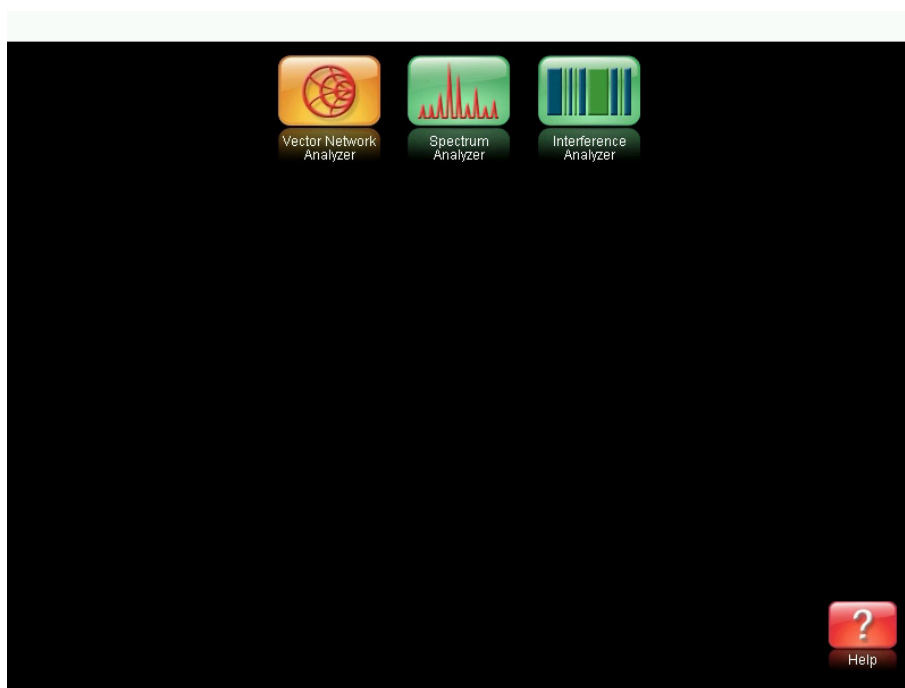 Vector Network
Analyzer
Spectrum
Analyzer
Interference
Analyzer
?
Help